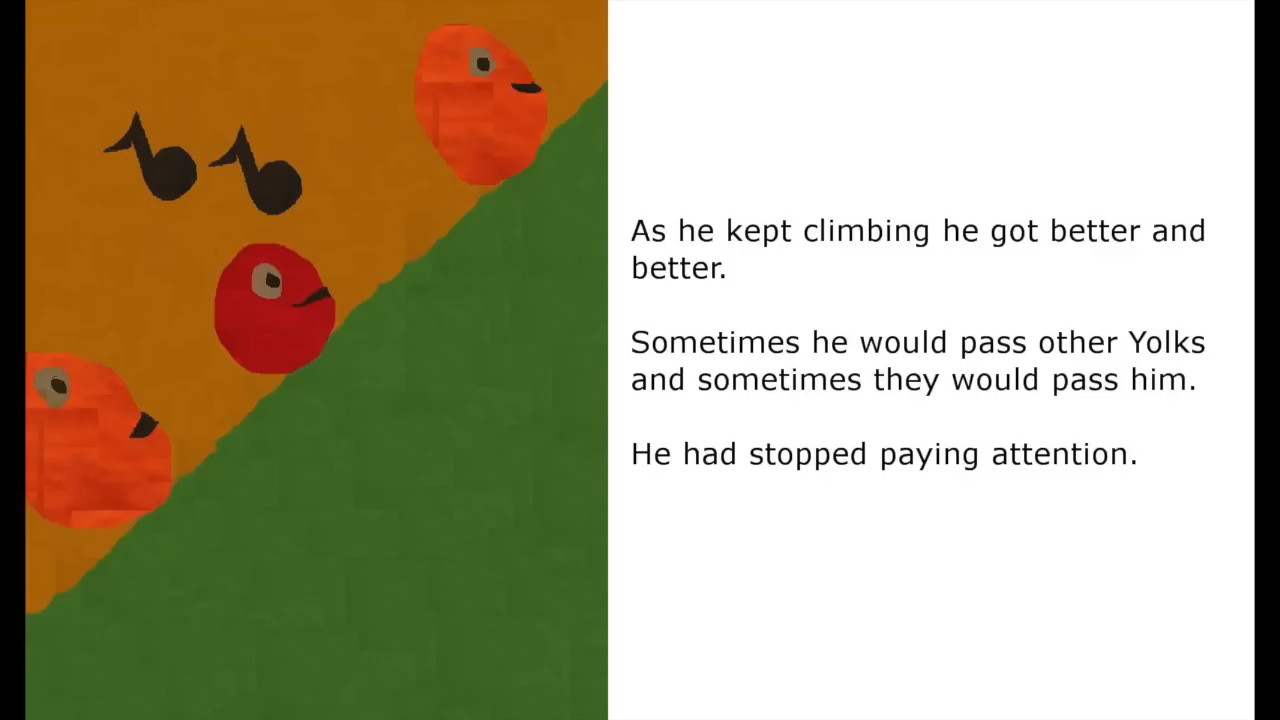 As he kept climbing he got better and
better.
Sometimes he would pass other Yolks
and sometimes they would pass him.
He had stopped paying attention.